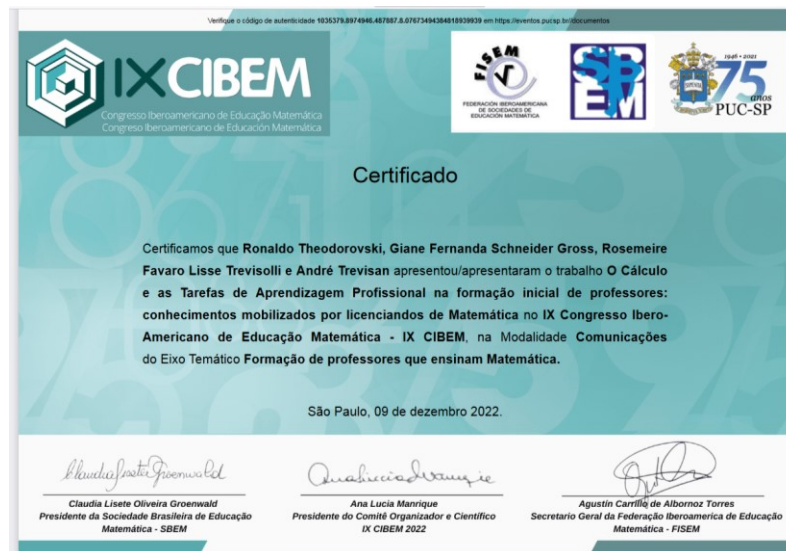 Verifique o código de autenticidade 1035379.8974946.487887.8.07673494384818939939 em https://eventos.pucsp.br/documentos
IXCIBEM
Congresso Iberoamericano de Educação Matemática
Congreso Iberoamericano de Educación Matemática
FISEM
FEDERACIÓN IBEROAMERICANA
DE SOCIEDADES DE
EDUCACIÓN MATEMÁTICA
SBEM
1946 • 2021
75
anos
PUC-SP
Certificado
Certificamos que Ronaldo Theodorovski, Giane Fernanda Schneider Gross, Rosemeire
Favaro Lisse Trevisolli e André Trevisan apresentou/apresentaram o trabalho O Cálculo
e as Tarefas de Aprendizagem Profissional na formação inicial de professores:
conhecimentos mobilizados por licenciandos de Matemática no IX Congresso Ibero-
Americano de Educação Matemática - IX CIBEM, na Modalidade Comunicações
do Eixo Temático Formação de professores que ensinam Matemática.
São Paulo, 09 de dezembro 2022.
Claudia Lisete Oliveira Groenwald
Presidente da Sociedade Brasileira de Educação
Matemática - SBEM
Ana Lucia Manrique
Presidente do Comitê Organizador e Científico
IX CIBEM 2022
Agustín Carrillo de Albornoz Torres
Secretario Geral da Federação Iberoamerica de Educação
Matemática - FISEM